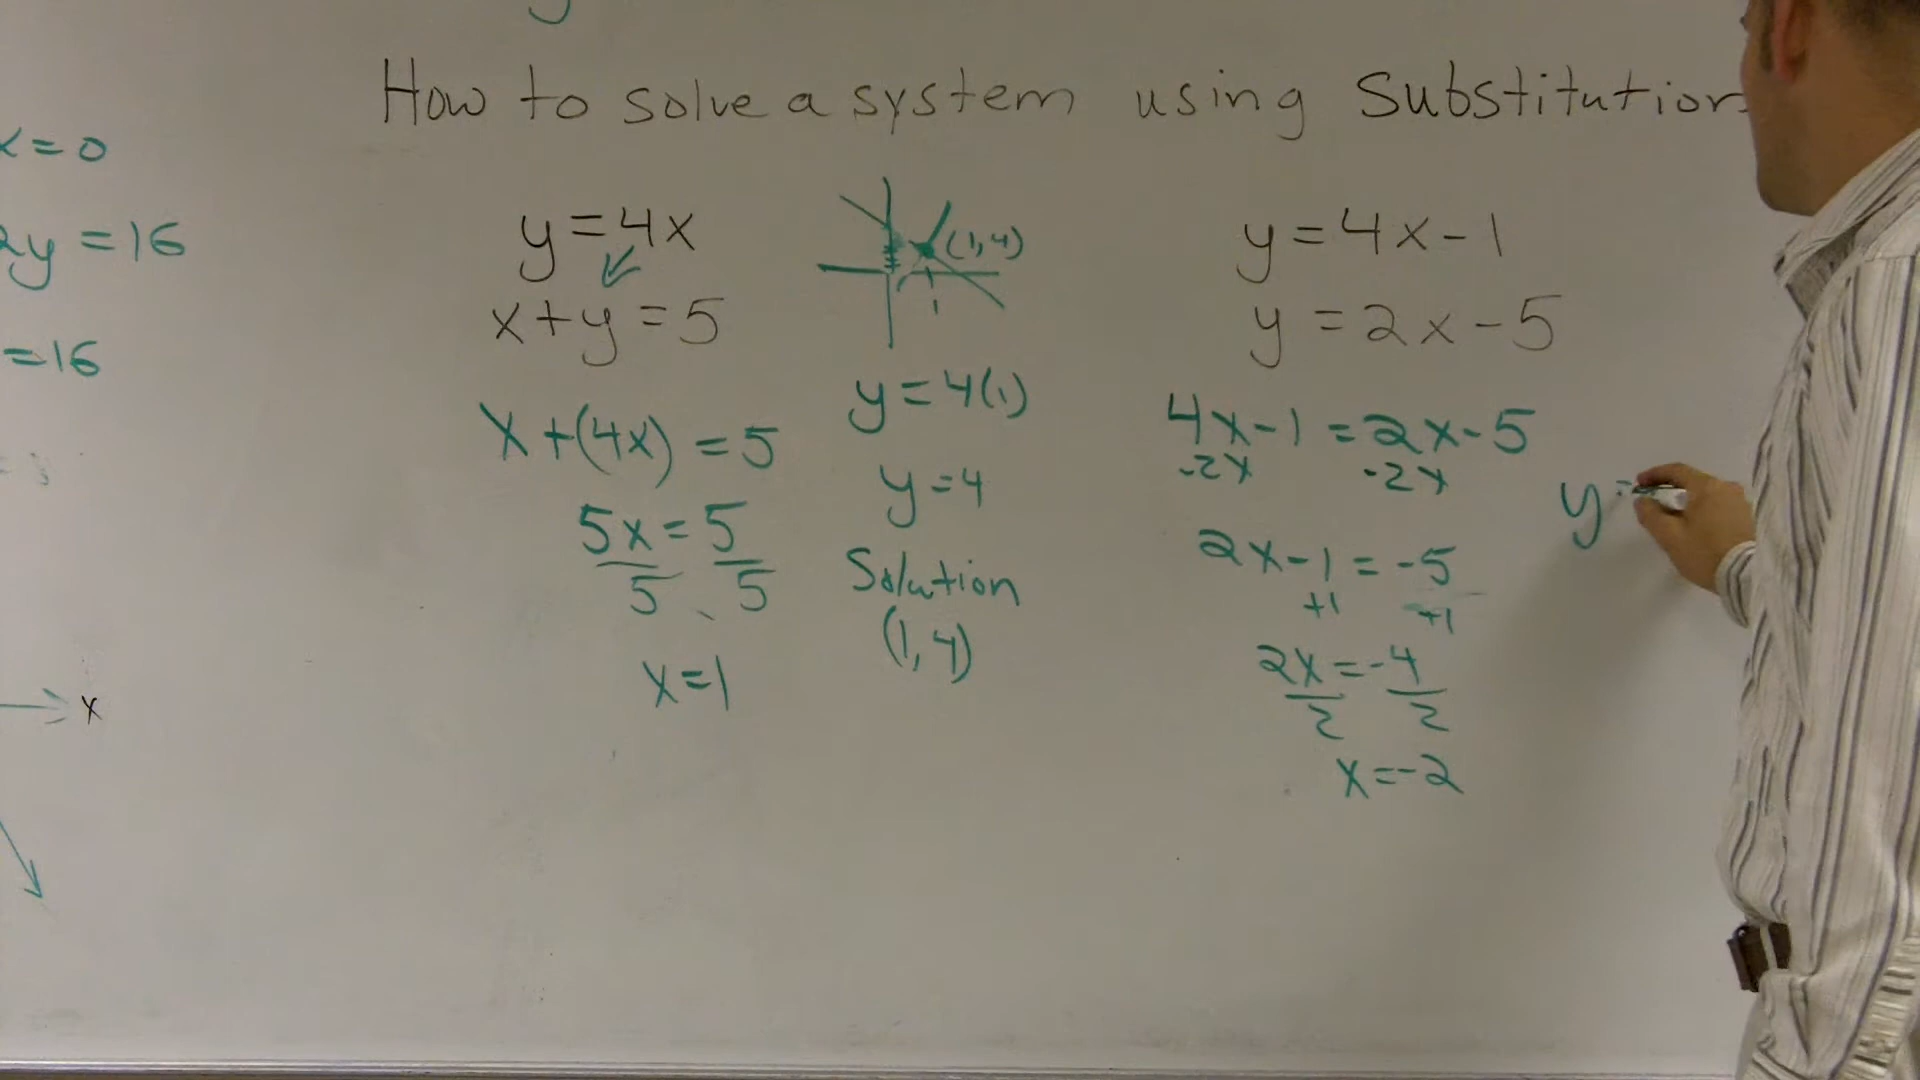 How to solve a system using Substitution
x=0
2y=16
=16
x
y=4x
x+y=5
x+(4x)=5
5x=5
5 5
x=1
(1,4)
1
y=4(1)
y=4
Solution
(1,4)
y=4x-1
y=2x-5
4x-1=2x-5
-2x -2x
2x-1=-5
+1 +1
2x=-4
2 2
x=-2
y=